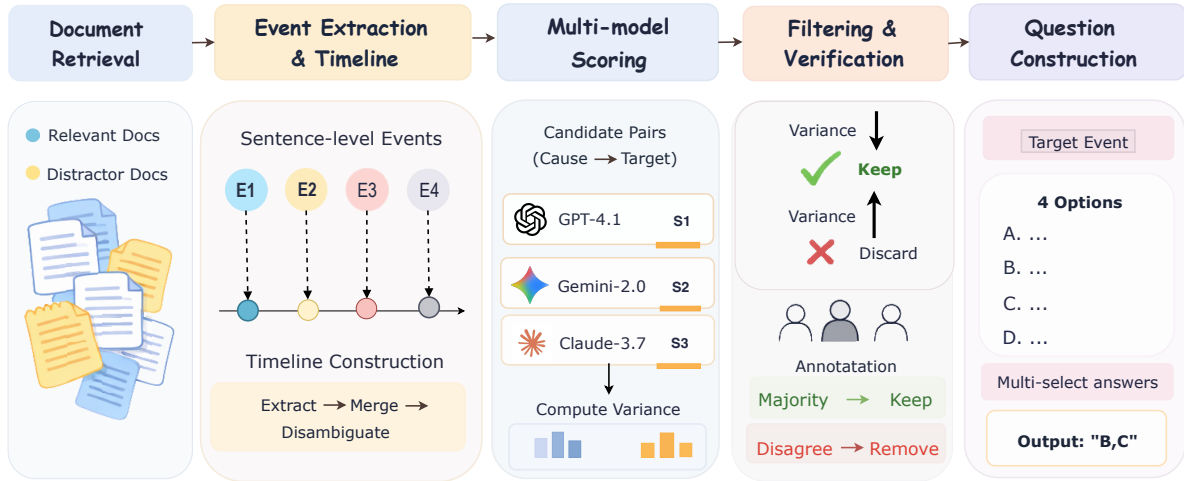 Document
Retrieval
Event Extraction
& Timeline
Multi-model
Scoring
Filtering &
Verification
Question
Construction
Relevant Docs
Distractor Docs
Sentence-level Events
E1
E2
E3
E4
Timeline Construction
Extract → Merge →
Disambiguate
Candidate Pairs
(Cause → Target)
GPT-4.1 S1
Gemini-2.0 S2
Claude-3.7 S3
Compute Variance
Variance
Keep
Variance
Discard
Annotatation
Majority → Keep
Disagree → Remove
Target Event
4 Options
A. ...
B. ...
C. ...
D. ...
Multi-select answers
Output: "B,C"